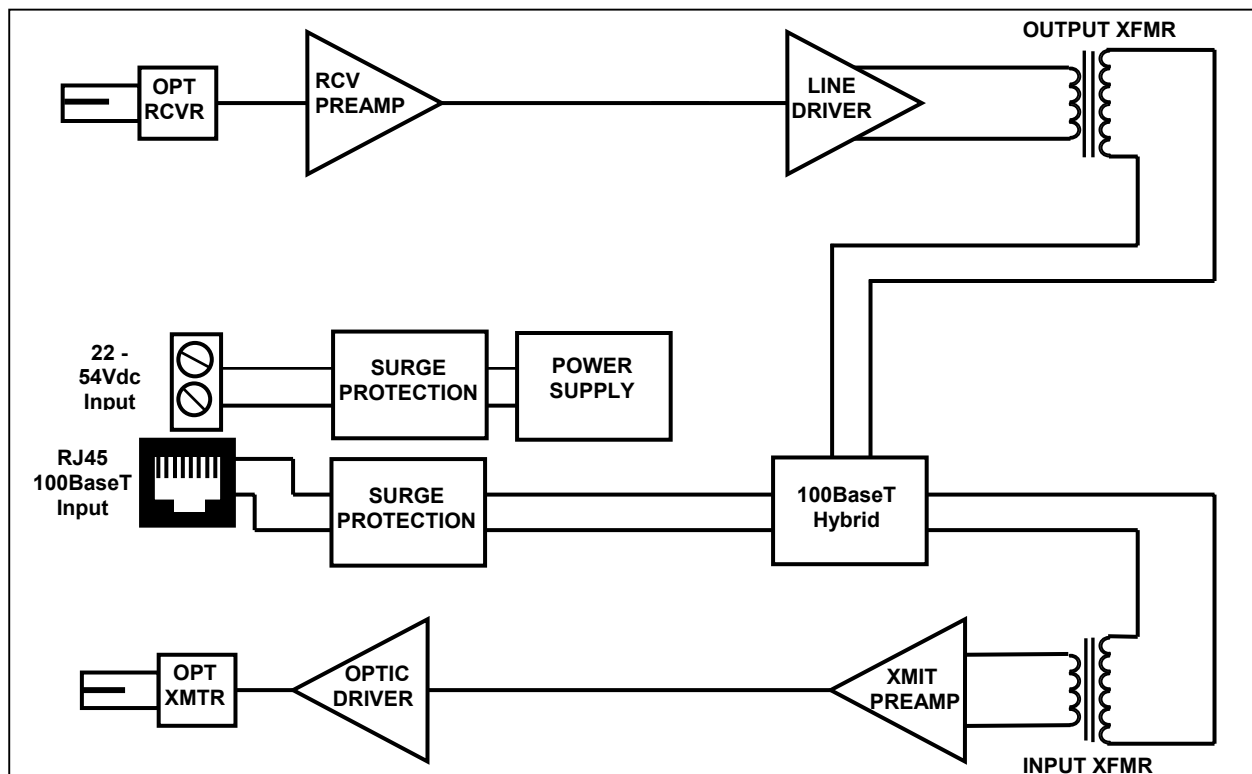 OUTPUT XFMR
OPT
RCVR
RCV
PREAMP
LINE
DRIVER
22 -
54Vdc
Input
SURGE
PROTECTION
POWER
SUPPLY
RJ45
100BaseT
Input
SURGE
PROTECTION
100BaseT
Hybrid
OPT
XMTR
OPTIC
DRIVER
XMIT
PREAMP
INPUT XFMR